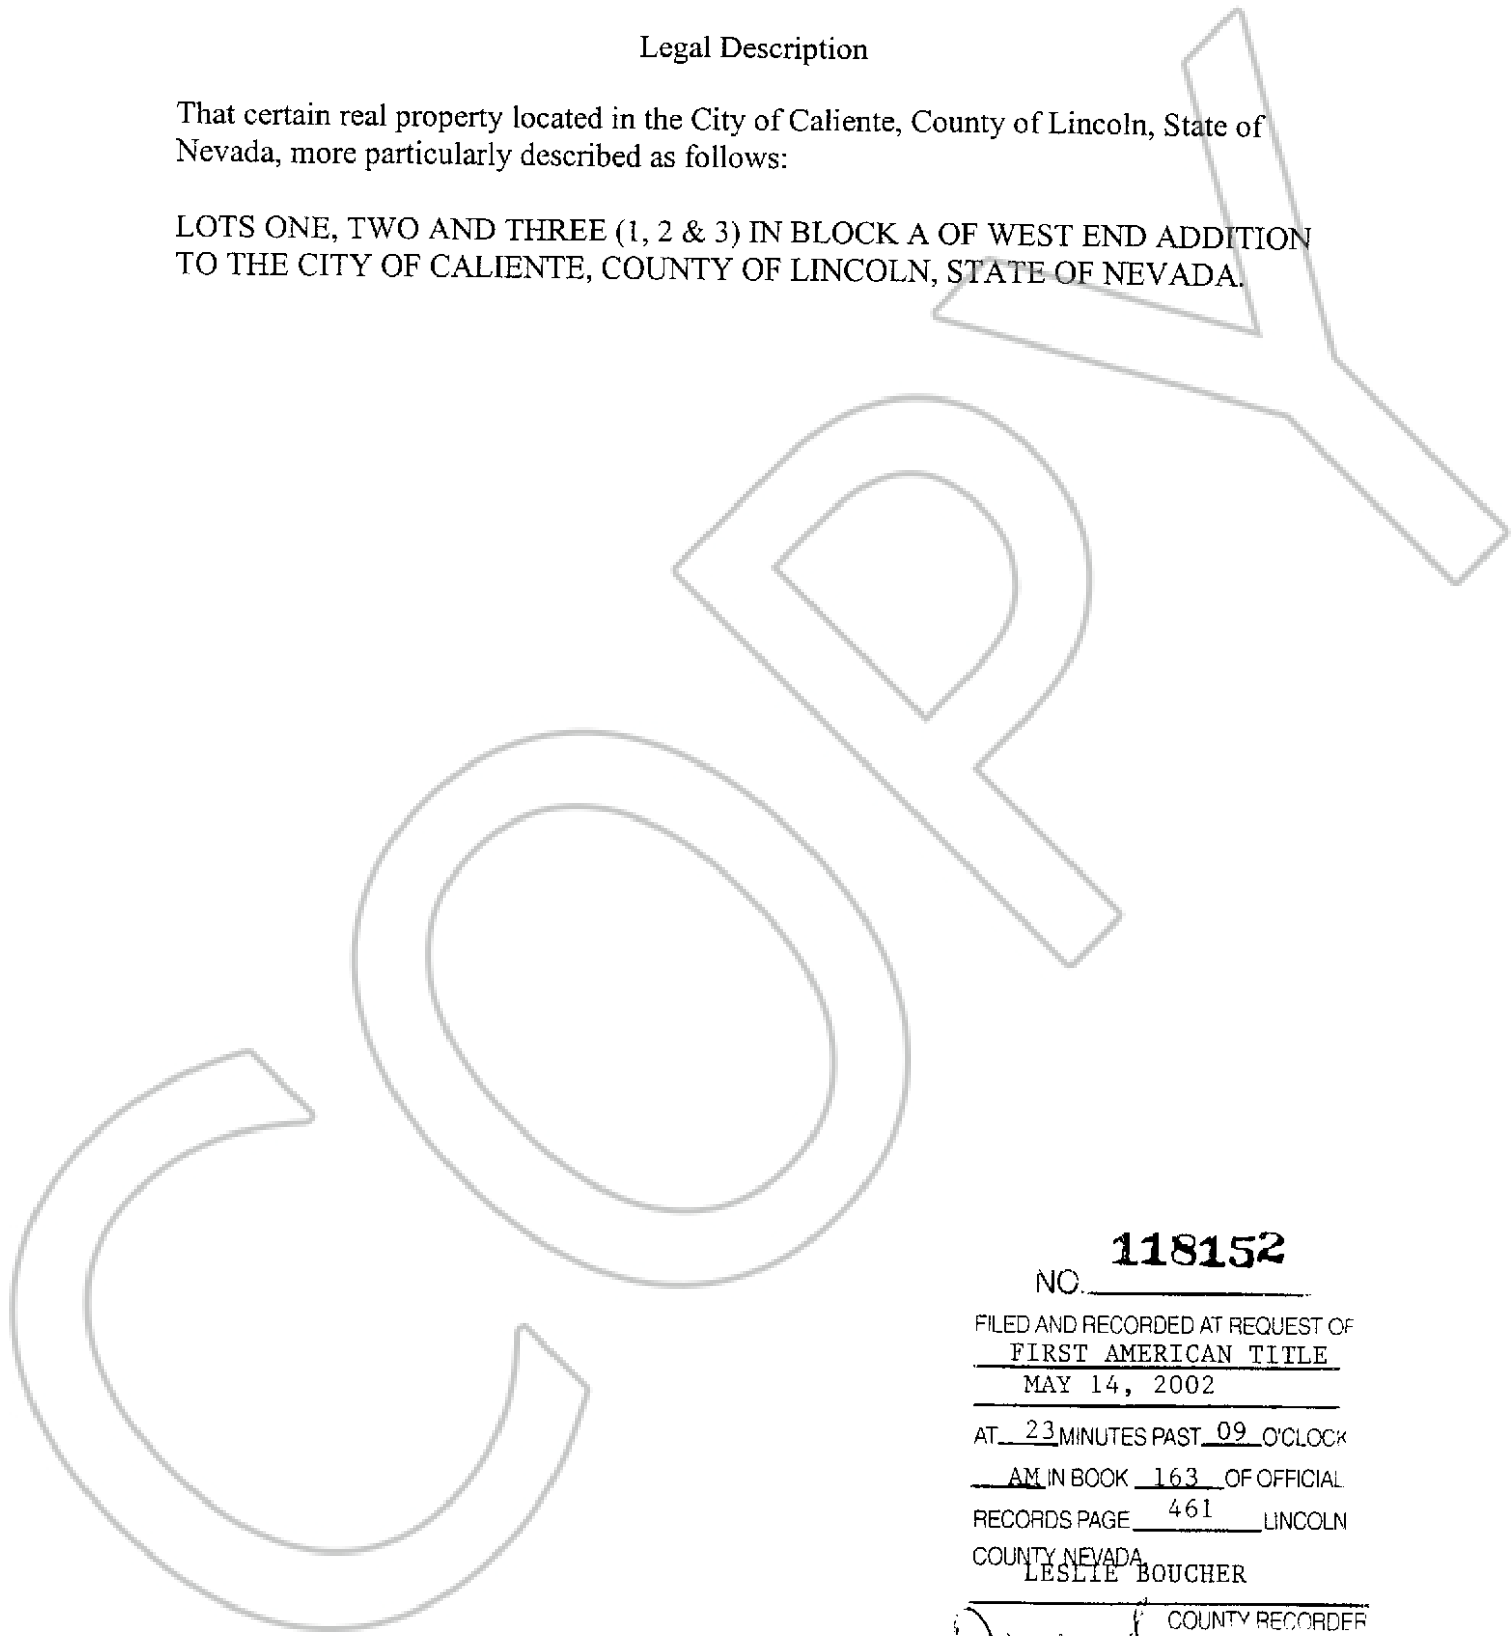 Legal Description
That certain real property located in the City of Caliente, County of Lincoln, State of
Nevada, more particularly described as follows:
LOTS ONE, TWO AND THREE (1, 2 & 3) IN BLOCK A OF WEST END ADDITION
TO THE CITY OF CALIENTE, COUNTY OF LINCOLN, STATE OF NEVADA.
COPY
118152
NO.
FILED AND RECORDED AT REQUEST OF
FIRST AMERICAN TITLE
MAY 14, 2002
AT 23 MINUTES PAST 09 O'CLOCK
AM IN BOOK 163 OF OFFICIAL
RECORDS PAGE 461 LINCOLN
COUNTY NEVADA
LESLIE BOUCHER
COUNTY RECORDER